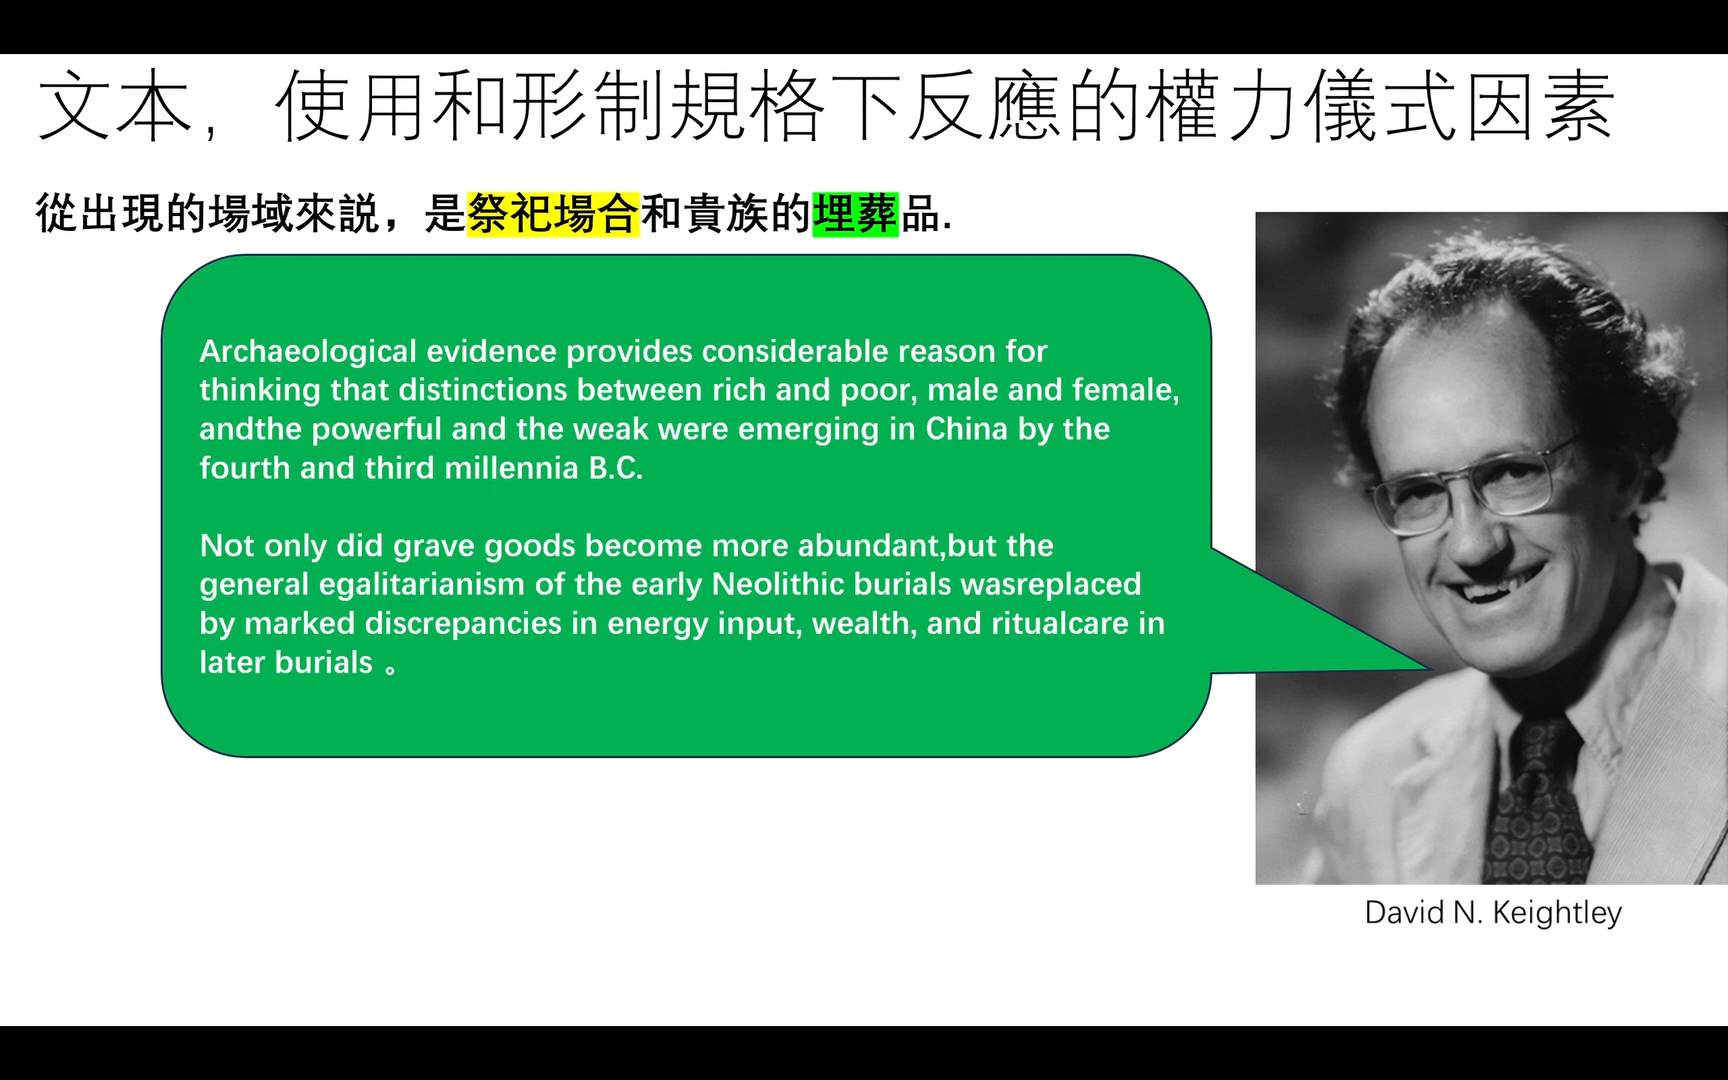 文本，使用和形制規格下反應的權力儀式因素
從出現的場域來説，是祭祀場合和貴族的埋葬品.
Archaeological evidence provides considerable reason for
thinking that distinctions between rich and poor, male and female,
andthe powerful and the weak were emerging in China by the
fourth and third millennia B.C.
Not only did grave goods become more abundant,but the
general egalitarianism of the early Neolithic burials wasreplaced
by marked discrepancies in energy input, wealth, and ritualcare in
later burials 。
David N. Keightley